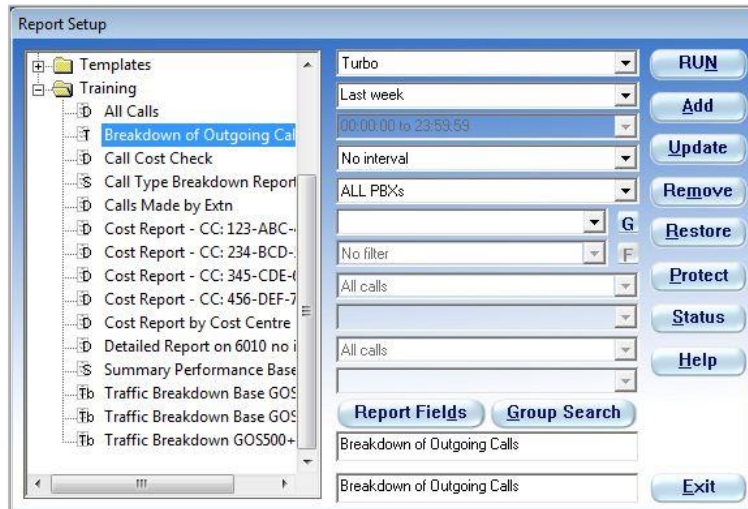 Report Setup
Templates
Training
D All Calls
T Breakdown of Outgoing Cal
D Call Cost Check
S Call Type Breakdown Report
D Calls Made by Extn
D Cost Report - CC: 123-ABC-
D Cost Report - CC: 234-BCD-
D Cost Report - CC: 345-CDE-
D Cost Report - CC: 456-DEF-7
D Cost Report by Cost Centre
D Detailed Report on 6010 no i
S Summary Performance Base
Tb Traffic Breakdown Base GOS
Tb Traffic Breakdown Base GOS
Tb Traffic Breakdown GOS500+
Turbo
Last week
00:00:00 to 23:59:59
No interval
ALL PBXs
G
No filter
F
All calls
All calls
Report Fields
Group Search
Breakdown of Outgoing Calls
Breakdown of Outgoing Calls
RUN
Add
Update
Remove
Restore
Protect
Status
Help
Exit